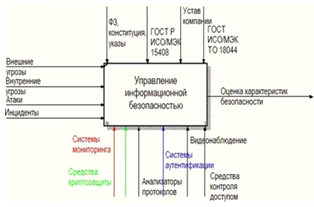 ФЗ,
конституция,
указы
ГОСТ Р
ИСО/МЭК
15408
Устав
компании
ГОСТ
ИСО/МЭК
ТО 18044
Внешние
угрозы
Внутренние
угрозы
Атаки
Инциденты
Управление
информационной
безопасностью
Оценка характеристик
безопасности
Системы
мониторинга
Средства
криптозащиты
Анализаторы
протоколов
Системы
аутентификации
Видеонаблюдение
Средства
контроля
доступом